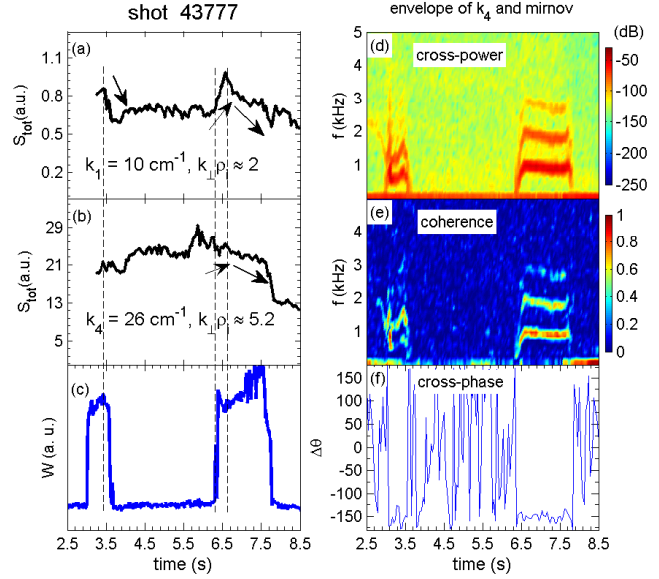 shot 43777
(a)
S_tot(a.u.)
1.2
0.9
0.6
0.3
k₁ = 10 cm⁻¹, k⊥ρᵢ ≈ 2
(b)
S_tot(a.u.)
29
21
13
5
k₄ = 26 cm⁻¹, k⊥ρᵢ ≈ 5.2
(c)
W (a. u.)
2.5 3.5 4.5 5.5 6.5 7.5 8.5
time (s)
envelope of k₄ and mirnov
(dB)
(d)
cross-power
f (kHz)
5
4
3
2
1
-50
-100
-150
-200
-250
(e)
coherence
f (kHz)
4
3
2
1
1
0.8
0.6
0.4
0.2
0
(f)
cross-phase
Δθ
150
100
50
0
-50
-100
-150
2.5 3.5 4.5 5.5 6.5 7.5 8.5
time (s)